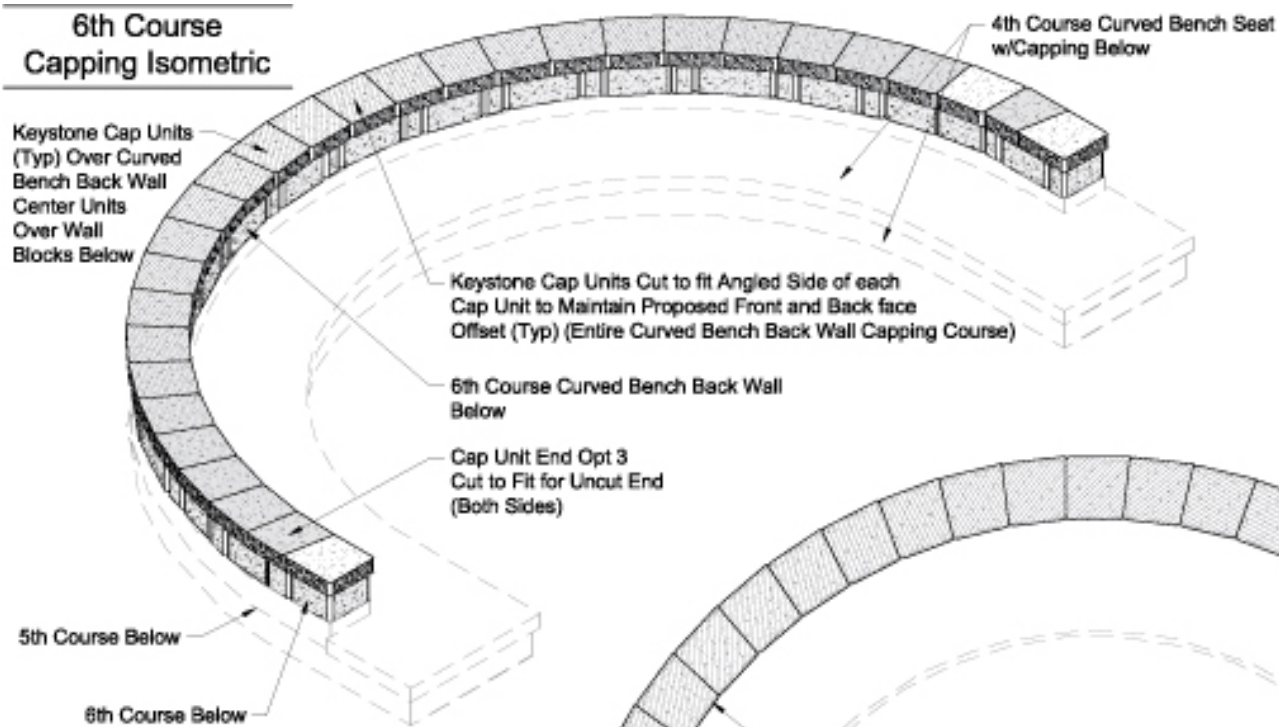 6th Course
Capping Isometric
4th Course Curved Bench Seat
w/Capping Below
Keystone Cap Units
(Typ) Over Curved
Bench Back Wall
Center Units
Over Wall
Blocks Below
Keystone Cap Units Cut to fit Angled Side of each
Cap Unit to Maintain Proposed Front and Back face
Offset (Typ) (Entire Curved Bench Back Wall Capping Course)
6th Course Curved Bench Back Wall
Below
Cap Unit End Opt 3
Cut to Fit for Uncut End
(Both Sides)
5th Course Below
6th Course Below